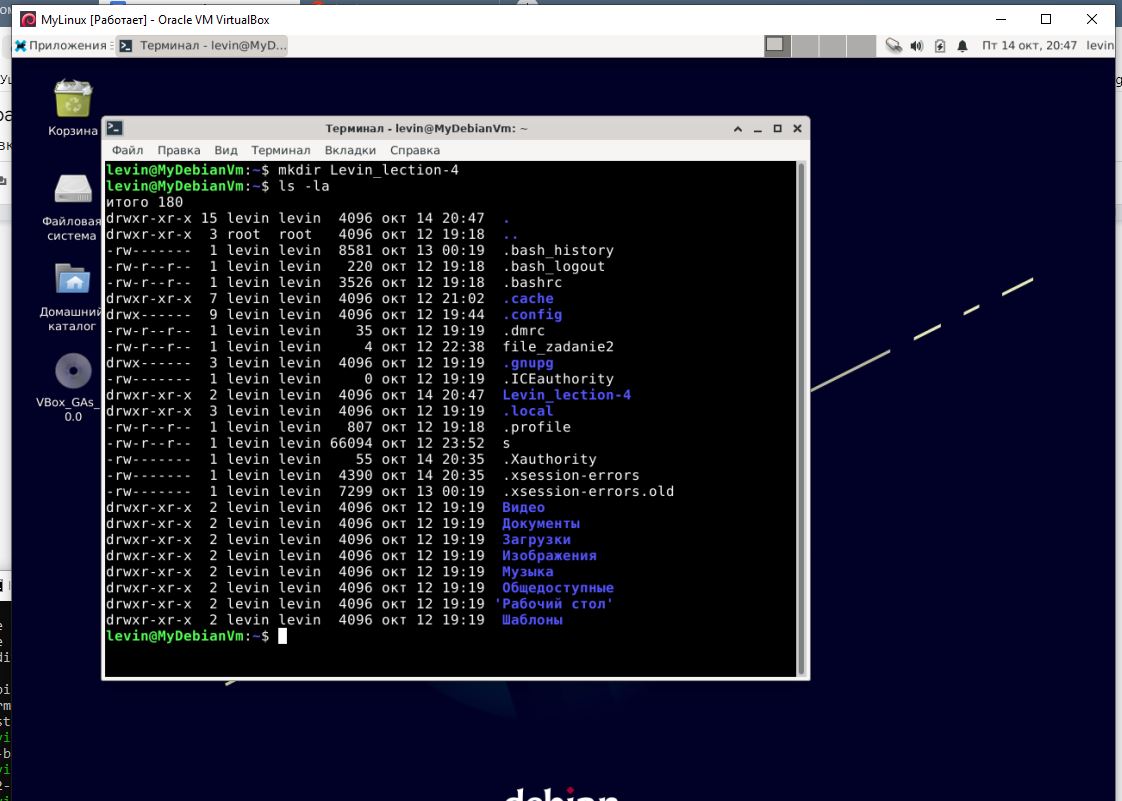 MyLinux [Работает] - Oracle VM VirtualBox
Приложения
Терминал - levin@MyD...
Пт 14 окт, 20:47
levin
Корзина
Файловая
система
Домашний
каталог
VBox_GAs_
0.0
Терминал - levin@MyDebianVm: ~
Файл Правка Вид Терминал Вкладки Справка
levin@MyDebianVm:~$ mkdir Levin_lection-4
levin@MyDebianVm:~$ ls -la
итого 180
drwxr-xr-x 15 levin levin 4096 окт 14 20:47 .
drwxr-xr-x 3 root root 4096 окт 12 19:18 ..
-rw------- 1 levin levin 8581 окт 13 00:19 .bash_history
-rw-r--r-- 1 levin levin 220 окт 12 19:18 .bash_logout
-rw-r--r-- 1 levin levin 3526 окт 12 19:18 .bashrc
drwxr-xr-x 7 levin levin 4096 окт 12 21:02 .cache
drwx------ 9 levin levin 4096 окт 12 19:44 .config
-rw-r--r-- 1 levin levin 35 окт 12 19:19 .dmrc
-rw-r--r-- 1 levin levin 4 окт 12 22:38 file_zadanie2
drwx------ 3 levin levin 4096 окт 12 19:19 .gnupg
-rw------- 1 levin levin 0 окт 12 19:19 .ICEauthority
drwxr-xr-x 2 levin levin 4096 окт 14 20:47 Levin_lection-4
drwxr-xr-x 3 levin levin 4096 окт 12 19:19 .local
-rw-r--r-- 1 levin levin 807 окт 12 19:18 .profile
-rw-r--r-- 1 levin levin 66094 окт 12 23:52 s
-rw------- 1 levin levin 55 окт 14 20:35 .Xauthority
-rw------- 1 levin levin 4390 окт 14 20:35 .xsession-errors
-rw------- 1 levin levin 7299 окт 13 00:19 .xsession-errors.old
drwxr-xr-x 2 levin levin 4096 окт 12 19:19 Видео
drwxr-xr-x 2 levin levin 4096 окт 12 19:19 Документы
drwxr-xr-x 2 levin levin 4096 окт 12 19:19 Загрузки
drwxr-xr-x 2 levin levin 4096 окт 12 19:19 Изображения
drwxr-xr-x 2 levin levin 4096 окт 12 19:19 Музыка
drwxr-xr-x 2 levin levin 4096 окт 12 19:19 Общедоступные
drwxr-xr-x 2 levin levin 4096 окт 12 19:19 'Рабочий стол'
drwxr-xr-x 2 levin levin 4096 окт 12 19:19 Шаблоны
levin@MyDebianVm:~$
debian